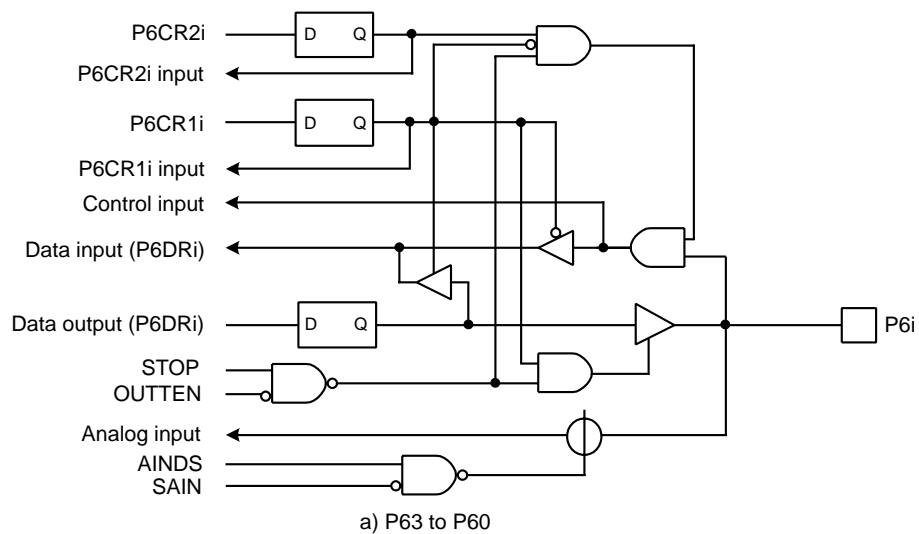 P6CR2i
D Q
P6CR2i input
P6CR1i
D Q
P6CR1i input
Control input
Data input (P6DRi)
Data output (P6DRi)
D Q
P6i
STOP
OUTTEN
Analog input
AINDS
SAIN
a) P63 to P60